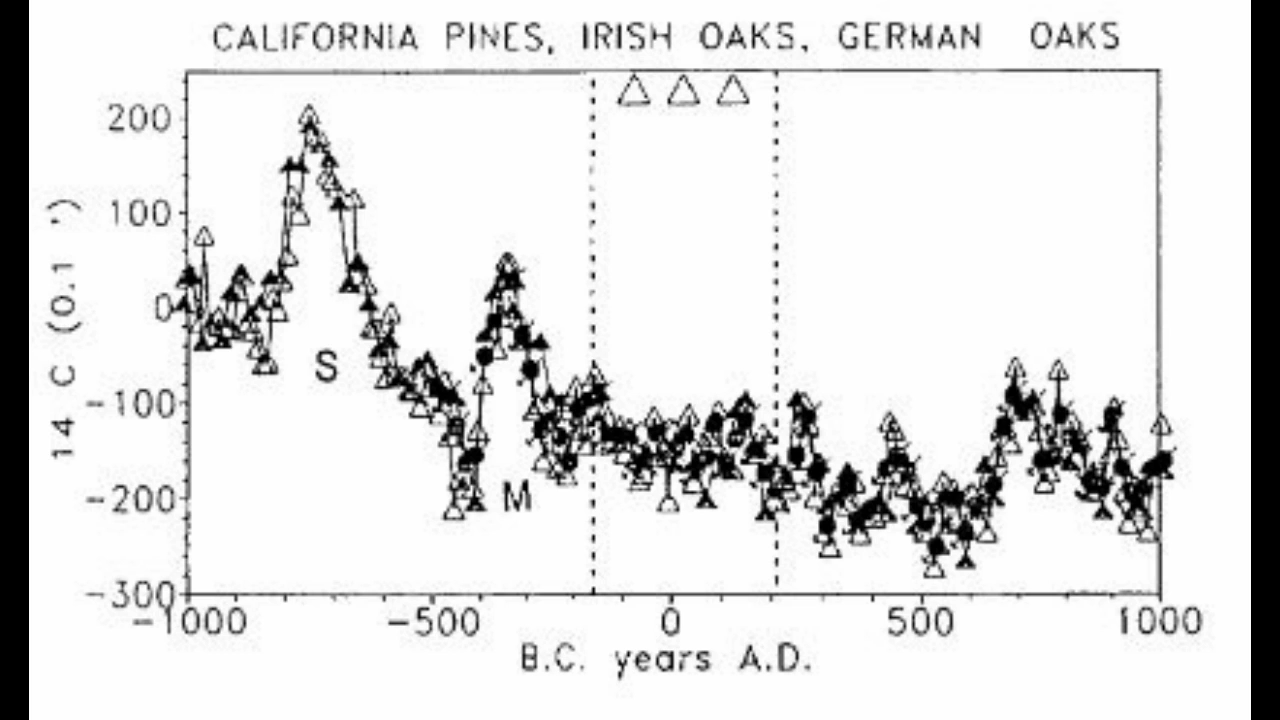 CALIFORNIA PINES, IRISH OAKS, GERMAN OAKS
200
100
0
-100
-200
-300
14 C (0.1 ')
S
M
-1000 -500 0 500 1000
B.C. years A.D.